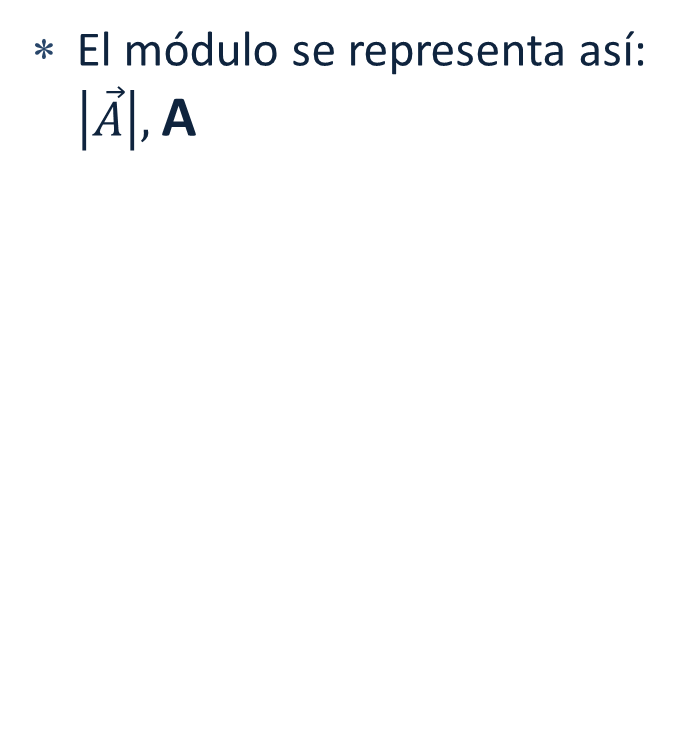 * El módulo se representa así:
|A⃗|, A